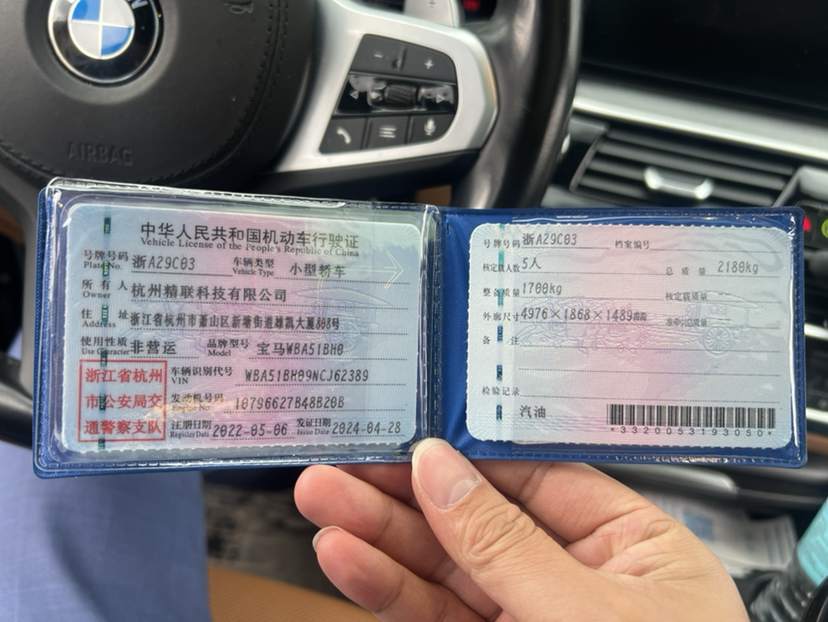 AIRBAG
中华人民共和国机动车行驶证
Vehicle License of the People's Republic of China
号牌号码 浙A29C03 车辆类型 小型轿车
Plate No. Vehicle Type
所有人 杭州精联科技有限公司
Owner
住址 浙江省杭州市萧山区新塘街道雄凯大厦808号
Address
使用性质 非营运 品牌型号 宝马WBA51BH0
Use Character Model
浙江省杭州
市公安局交
通警察支队
车辆识别代号 WBA51BH09NCJ62389
VIN
发动机号码 10796627B48B20B
Engine No.
注册日期 2022-05-06 发证日期 2024-04-28
Register Date Issue Date
号牌号码 浙A29C03 档案编号
核定载人数 5人 总质量 2180kg
整备质量 1700kg 核定载质量
外廓尺寸 4976×1868×1489mm 准牵引总质量
备注
检验记录
汽油
*3320053193050*